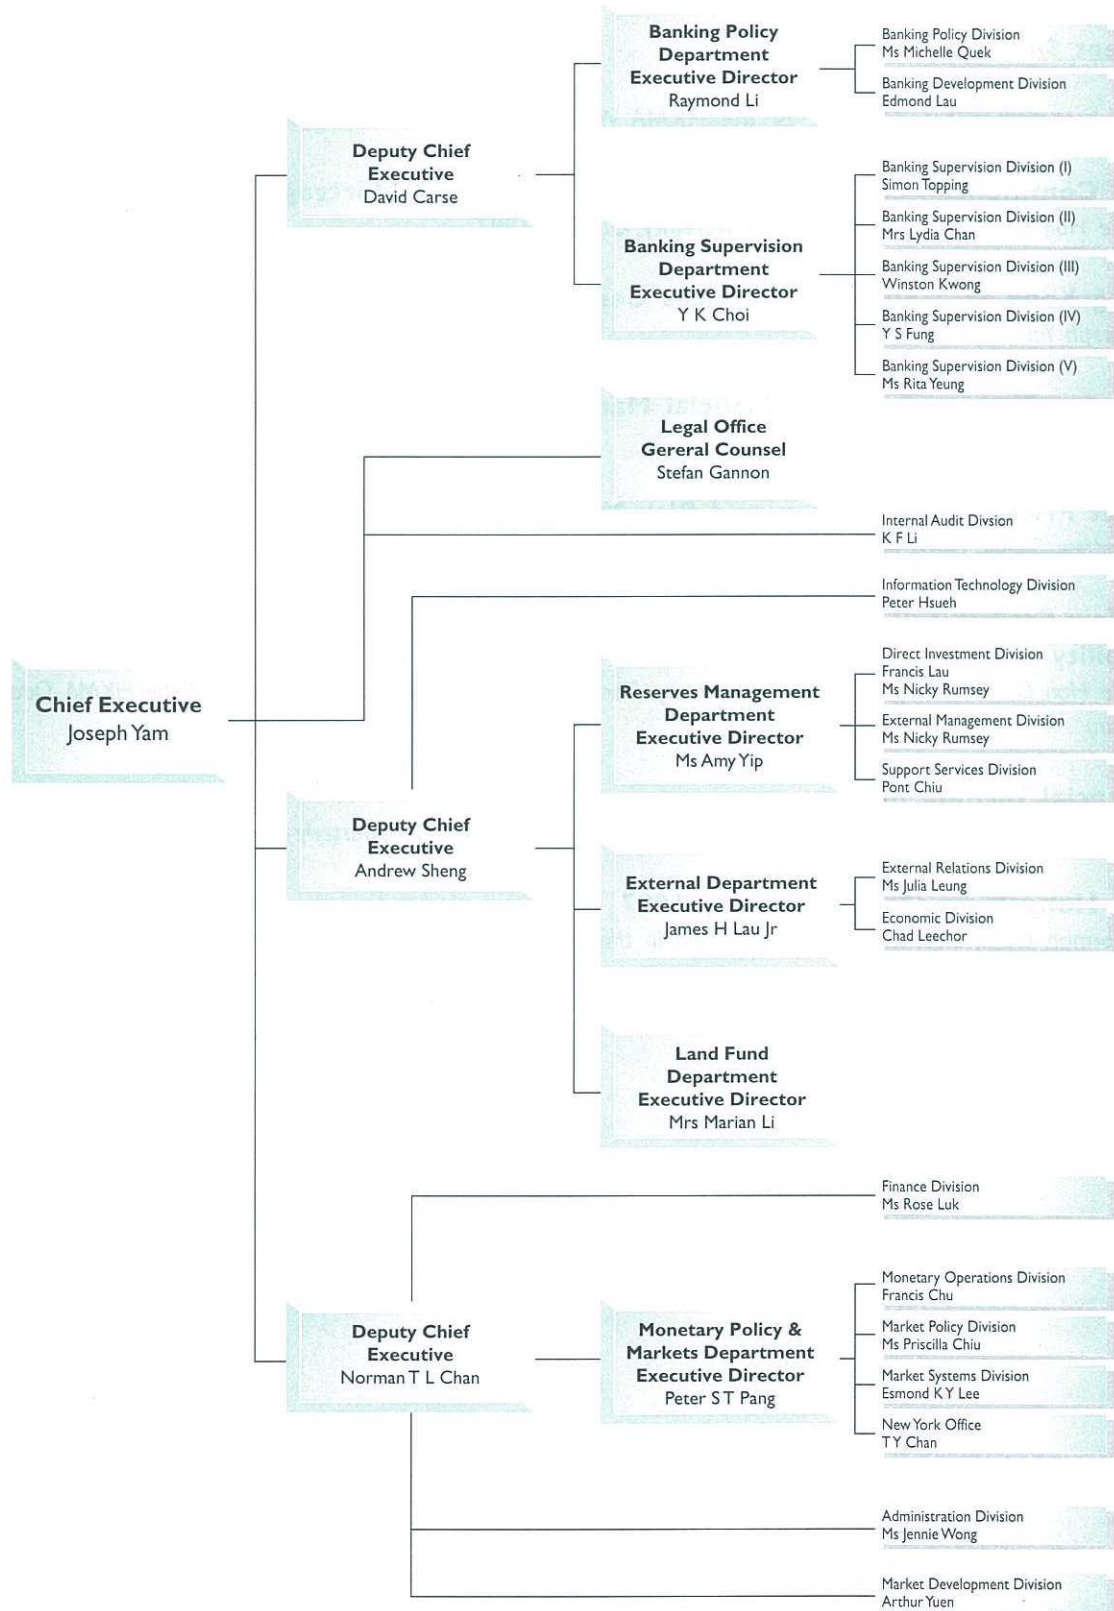 Banking Policy
Department
Executive Director
Raymond Li
Banking Policy Division
Ms Michelle Quek
Banking Development Division
Edmond Lau
Deputy Chief
Executive
David Carse
Banking Supervision
Department
Executive Director
Y K Choi
Banking Supervision Division (I)
Simon Topping
Banking Supervision Division (II)
Mrs Lydia Chan
Banking Supervision Division (III)
Winston Kwong
Banking Supervision Division (IV)
Y S Fung
Banking Supervision Division (V)
Ms Rita Yeung
Legal Office
Gereral Counsel
Stefan Gannon
Internal Audit Divsion
K F Li
Information Technology Division
Peter Hsueh
Chief Executive
Joseph Yam
Reserves Management
Department
Executive Director
Ms Amy Yip
Direct Investment Division
Francis Lau
Ms Nicky Rumsey
External Management Division
Ms Nicky Rumsey
Support Services Division
Pont Chiu
Deputy Chief
Executive
Andrew Sheng
External Department
Executive Director
James H Lau Jr
External Relations Division
Ms Julia Leung
Economic Division
Chad Leechor
Land Fund
Department
Executive Director
Mrs Marian Li
Finance Division
Ms Rose Luk
Deputy Chief
Executive
Norman T L Chan
Monetary Policy &
Markets Department
Executive Director
Peter S T Pang
Monetary Operations Division
Francis Chu
Market Policy Division
Ms Priscilla Chiu
Market Systems Division
Esmond K Y Lee
New York Office
T Y Chan
Administration Division
Ms Jennie Wong
Market Development Division
Arthur Yuen